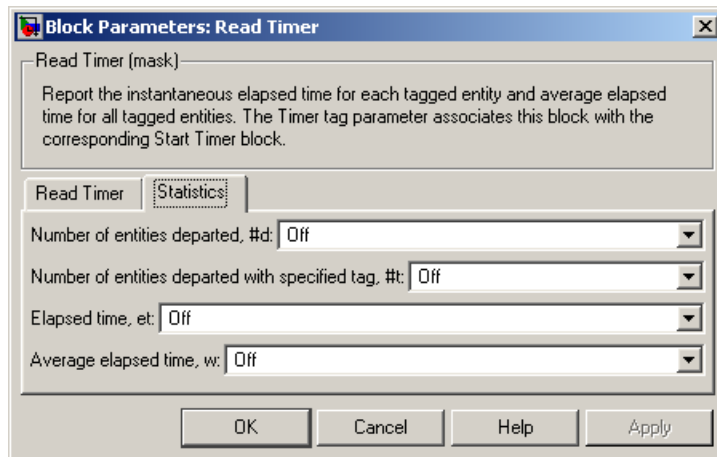 Block Parameters: Read Timer
Read Timer (mask)
Report the instantaneous elapsed time for each tagged entity and average elapsed
time for all tagged entities. The Timer tag parameter associates this block with the
corresponding Start Timer block.
Read Timer Statistics
Number of entities departed, #d: Off
Number of entities departed with specified tag, #t: Off
Elapsed time, et: Off
Average elapsed time, w: Off
OK Cancel Help Apply